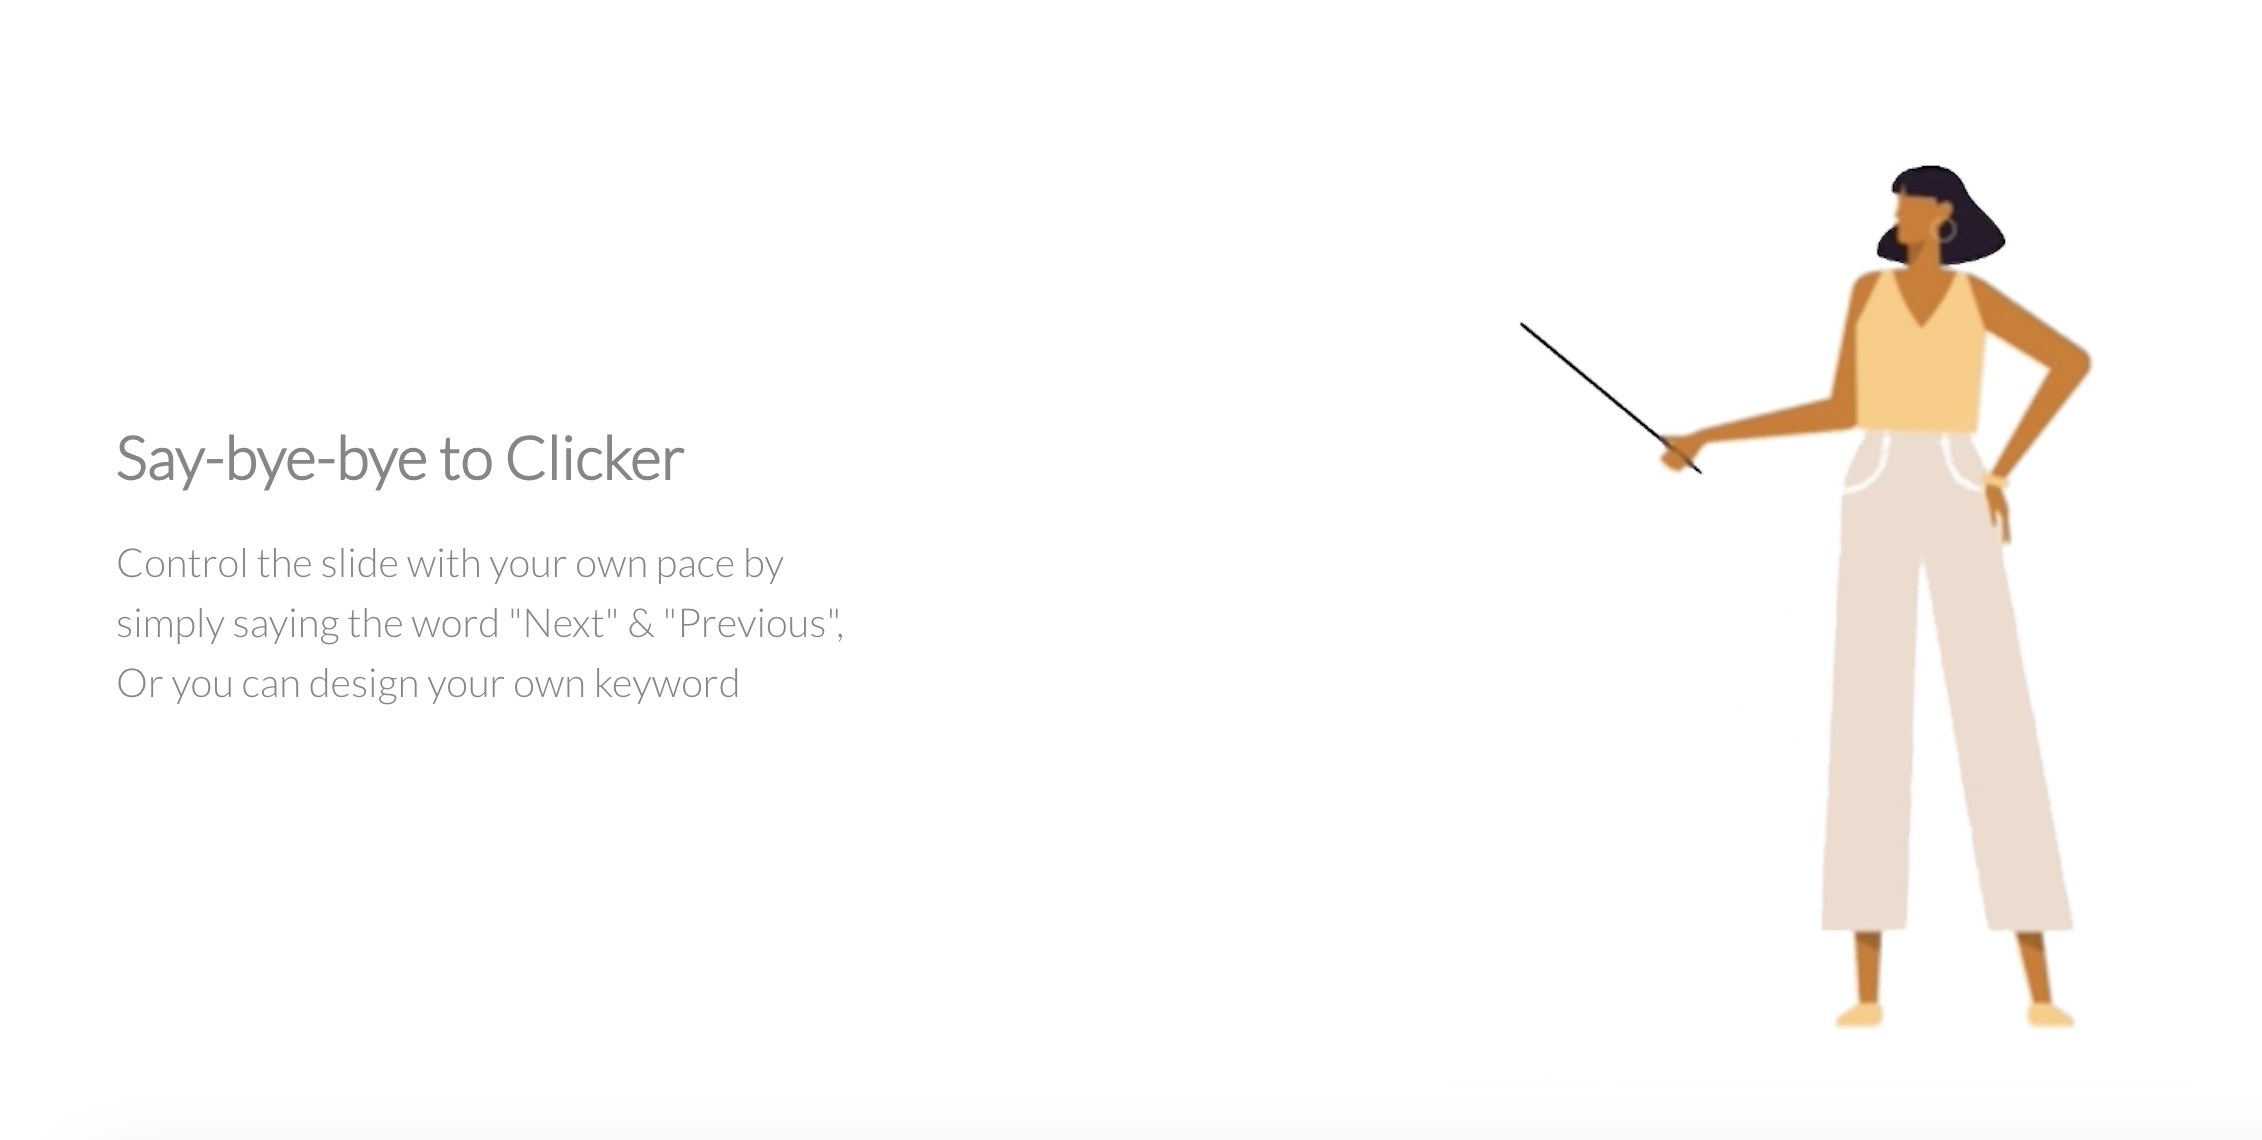 Say-bye-bye to Clicker
Control the slide with your own pace by
simply saying the word "Next" & "Previous",
Or you can design your own keyword